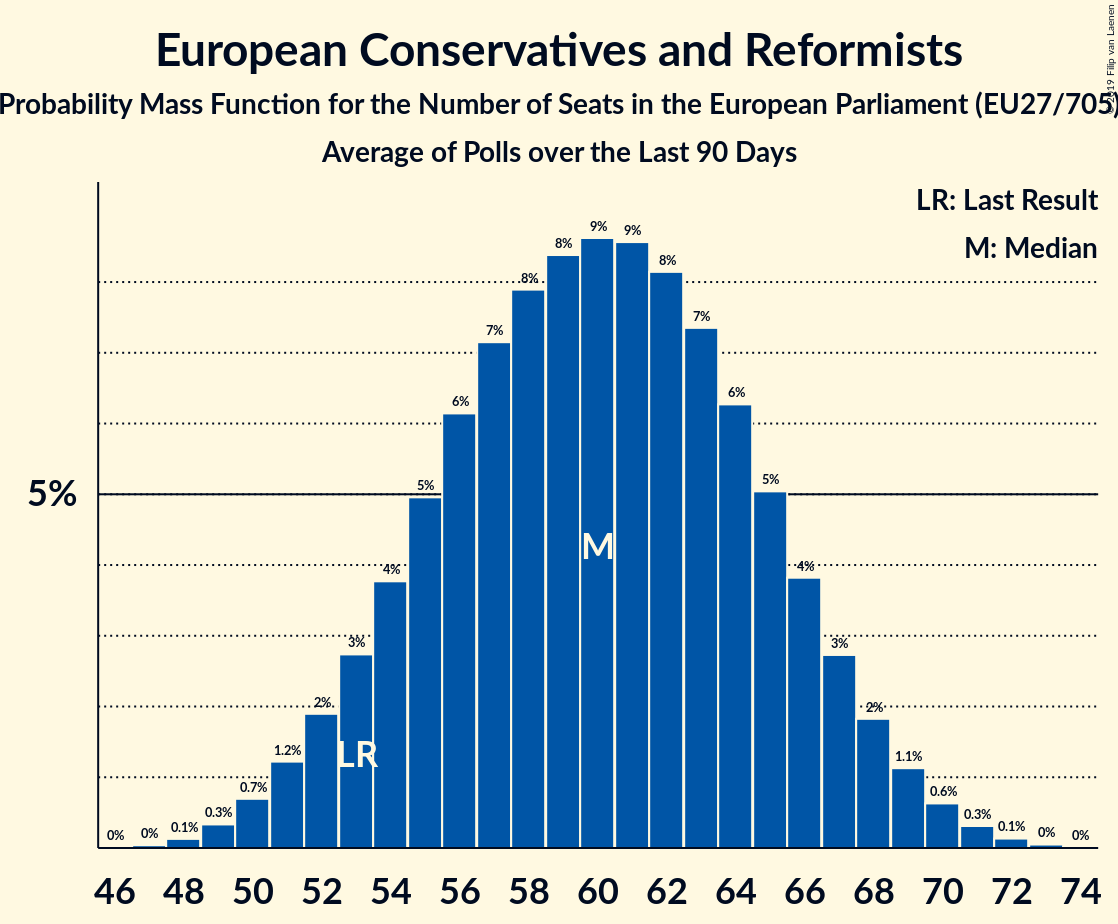 European Conservatives and Reformists
© 2019 Filip van Laenen
Probability Mass Function for the Number of Seats in the European Parliament (EU27/705)
Average of Polls over the Last 90 Days
LR: Last Result
M: Median
5%
0% 0% 0.1% 0.3% 0.7% 1.2% 2% 3% 4% 5% 6% 7% 8% 8% 9% 9% 8% 7% 6% 5% 4% 3% 2% 1.1% 0.6% 0.3% 0.1% 0% 0%
M
LR
46 48 50 52 54 56 58 60 62 64 66 68 70 72 74